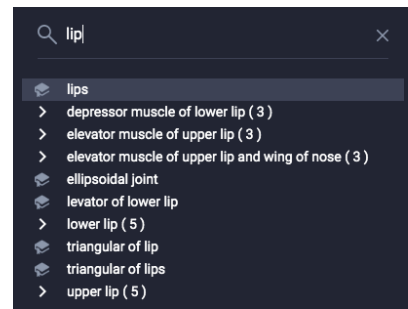 lip
lips
depressor muscle of lower lip ( 3 )
elevator muscle of upper lip ( 3 )
elevator muscle of upper lip and wing of nose ( 3 )
ellipsoidal joint
levator of lower lip
lower lip ( 5 )
triangular of lip
triangular of lips
upper lip ( 5 )